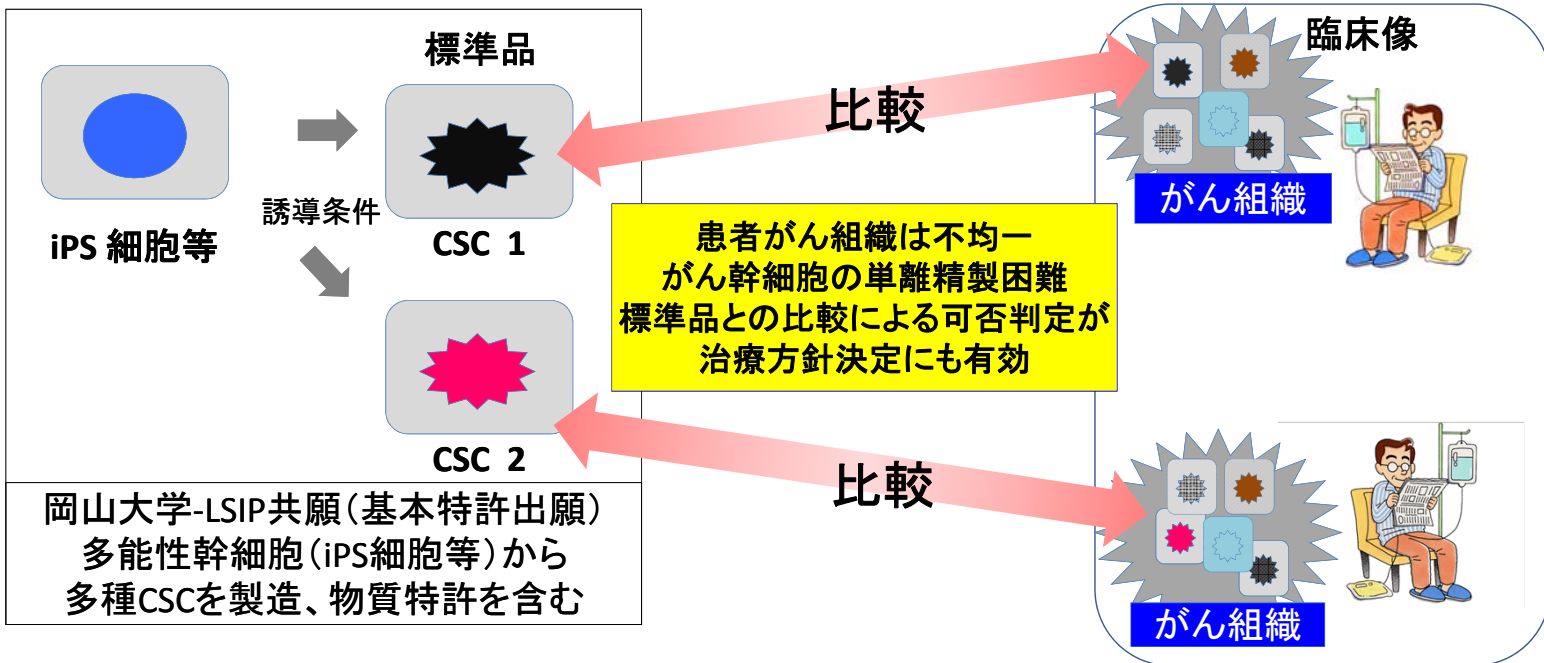 標準品
iPS 細胞等
誘導条件
CSC 1
CSC 2
岡山大学-LSIP共願（基本特許出願）
多能性幹細胞（iPS細胞等）から
多種CSCを製造、物質特許を含む
比較
患者がん組織は不均一
がん幹細胞の単離精製困難
標準品との比較による可否判定が
治療方針決定にも有効
比較
臨床像
がん組織
がん組織